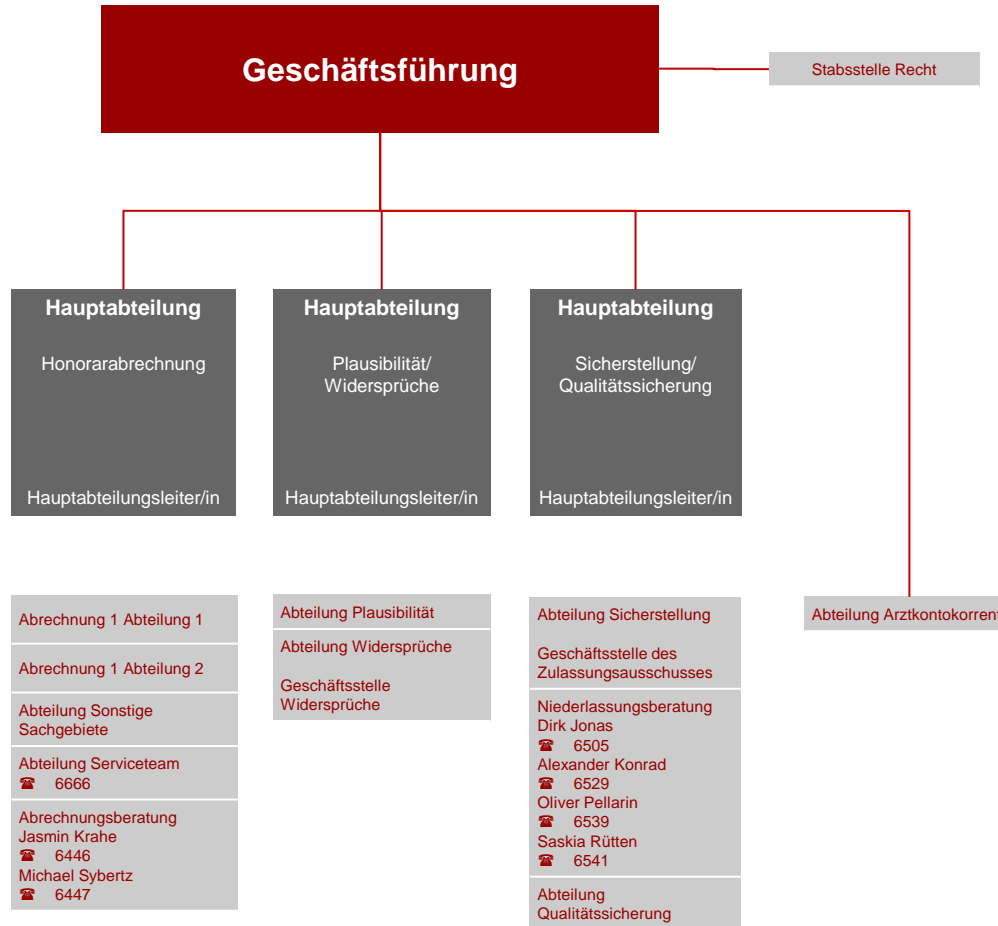 Geschäftsführung
Stabsstelle Recht
Hauptabteilung
Honorarabrechnung
Hauptabteilungsleiter/in
Hauptabteilung
Plausibilität/
Widersprüche
Hauptabteilungsleiter/in
Hauptabteilung
Sicherstellung/
Qualitätssicherung
Hauptabteilungsleiter/in
Abrechnung 1 Abteilung 1
Abrechnung 1 Abteilung 2
Abteilung Sonstige
Sachgebiete
Abteilung Serviceteam
☎ 6666
Abrechnungsberatung
Jasmin Krahe
☎ 6446
Michael Sybertz
☎ 6447
Abteilung Plausibilität
Abteilung Widersprüche
Geschäftsstelle
Widersprüche
Abteilung Sicherstellung
Geschäftsstelle des
Zulassungsausschusses
Niederlassungsberatung
Dirk Jonas
☎ 6505
Alexander Konrad
☎ 6529
Oliver Pellarin
☎ 6539
Saskia Rütten
☎ 6541
Abteilung
Qualitätssicherung
Abteilung Arztkontokorrent